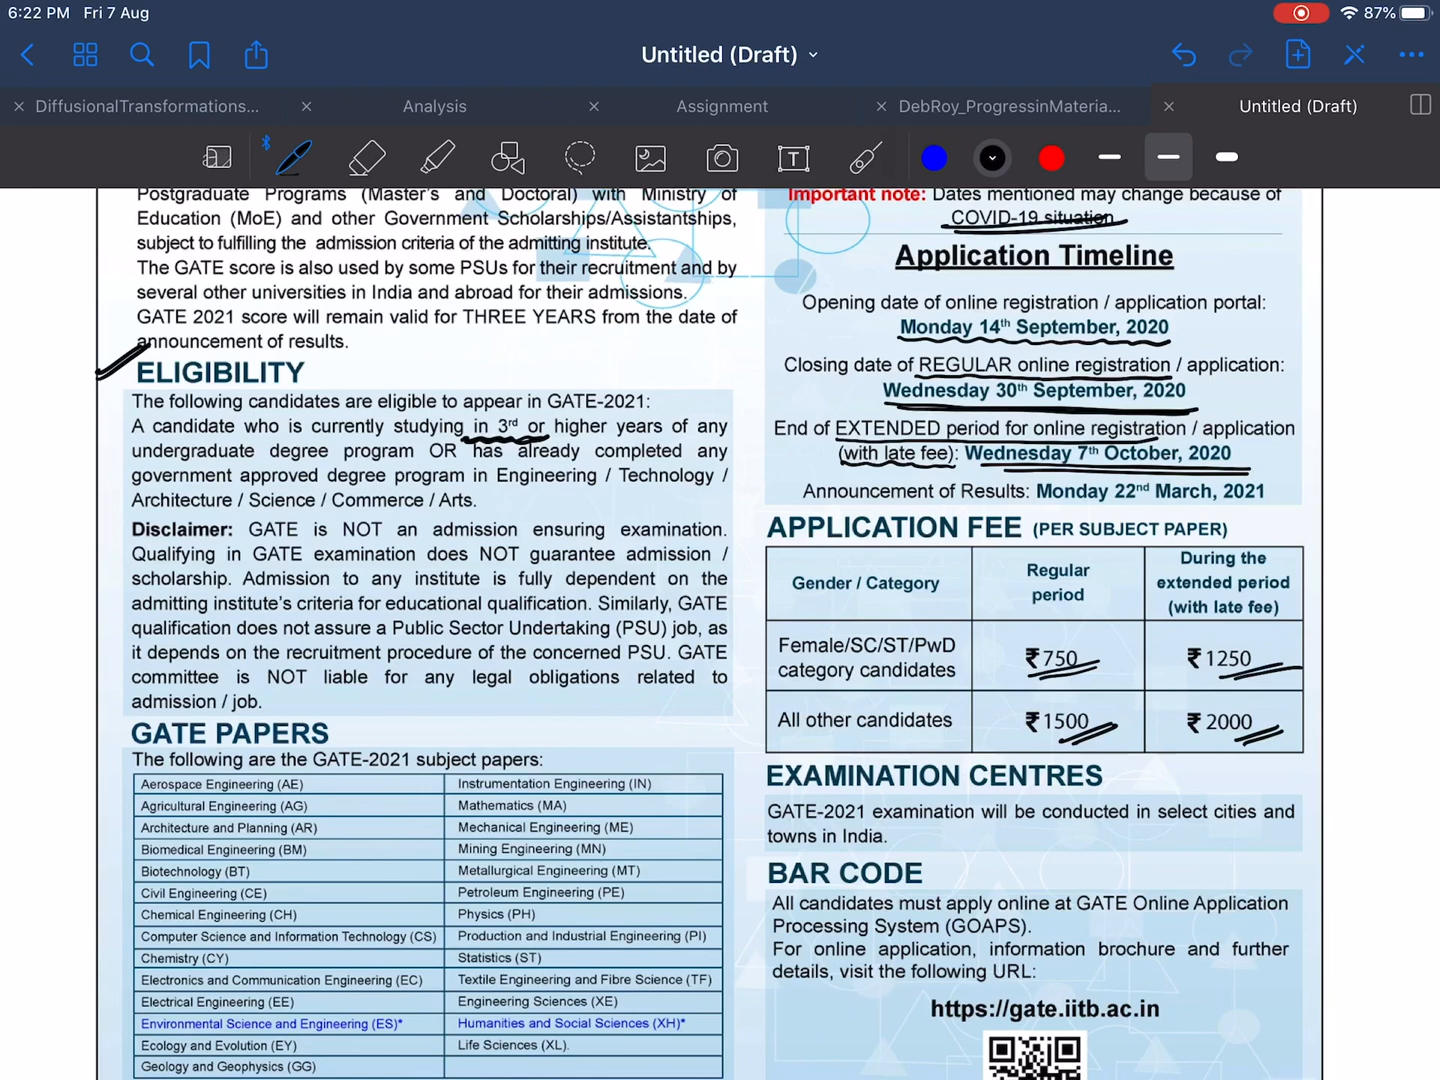 6:22 PM Fri 7 Aug
87%
Untitled (Draft)
DiffusionalTransformations...
Analysis
Assignment
DebRoy_ProgressinMateria...
Untitled (Draft)
Postgraduate Programs (Master's and Doctoral) with Ministry of
Education (MoE) and other Government Scholarships/Assistantships,
subject to fulfilling the admission criteria of the admitting institute.
The GATE score is also used by some PSUs for their recruitment and by
several other universities in India and abroad for their admissions.
GATE 2021 score will remain valid for THREE YEARS from the date of
announcement of results.
ELIGIBILITY
The following candidates are eligible to appear in GATE-2021:
A candidate who is currently studying in 3rd or higher years of any
undergraduate degree program OR has already completed any
government approved degree program in Engineering / Technology /
Architecture / Science / Commerce / Arts.
Disclaimer: GATE is NOT an admission ensuring examination.
Qualifying in GATE examination does NOT guarantee admission /
scholarship. Admission to any institute is fully dependent on the
admitting institute's criteria for educational qualification. Similarly, GATE
qualification does not assure a Public Sector Undertaking (PSU) job, as
it depends on the recruitment procedure of the concerned PSU. GATE
committee is NOT liable for any legal obligations related to
admission / job.
GATE PAPERS
The following are the GATE-2021 subject papers:
Aerospace Engineering (AE) Instrumentation Engineering (IN)
Agricultural Engineering (AG) Mathematics (MA)
Architecture and Planning (AR) Mechanical Engineering (ME)
Biomedical Engineering (BM) Mining Engineering (MN)
Biotechnology (BT) Metallurgical Engineering (MT)
Civil Engineering (CE) Petroleum Engineering (PE)
Chemical Engineering (CH) Physics (PH)
Computer Science and Information Technology (CS) Production and Industrial Engineering (PI)
Chemistry (CY) Statistics (ST)
Electronics and Communication Engineering (EC) Textile Engineering and Fibre Science (TF)
Electrical Engineering (EE) Engineering Sciences (XE)
Environmental Science and Engineering (ES)* Humanities and Social Sciences (XH)*
Ecology and Evolution (EY) Life Sciences (XL).
Geology and Geophysics (GG)
Important note: Dates mentioned may change because of
COVID-19 situation
Application Timeline
Opening date of online registration / application portal:
Monday 14th September, 2020
Closing date of REGULAR online registration / application:
Wednesday 30th September, 2020
End of EXTENDED period for online registration / application
(with late fee): Wednesday 7th October, 2020
Announcement of Results: Monday 22nd March, 2021
APPLICATION FEE (PER SUBJECT PAPER)
Gender / Category
Regular
period
During the
extended period
(with late fee)
Female/SC/ST/PwD
category candidates
₹ 750
₹ 1250
All other candidates
₹ 1500
₹ 2000
EXAMINATION CENTRES
GATE-2021 examination will be conducted in select cities and
towns in India.
BAR CODE
All candidates must apply online at GATE Online Application
Processing System (GOAPS).
For online application, information brochure and further
details, visit the following URL:
https://gate.iitb.ac.in